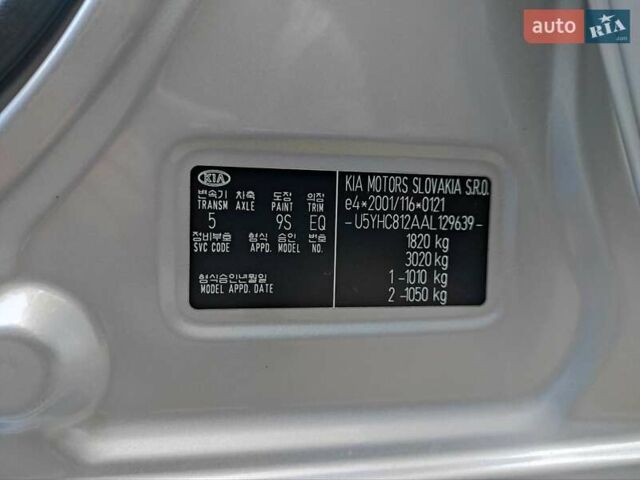 auto RIA.com
KIA
변속기 차축 도장 의장
TRANSM AXLE PAINT TRIM
5 9S EQ
정비부호 형식 승인 번호
SVC CODE APPD. MODEL NO.
형식승인년월일
MODEL APPD. DATE
KIA MOTORS SLOVAKIA S.R.O.
e4*2001/116*0121
-U5YHC812AAL129639-
1820 kg
3020 kg
1 -1010 kg
2 -1050 kg